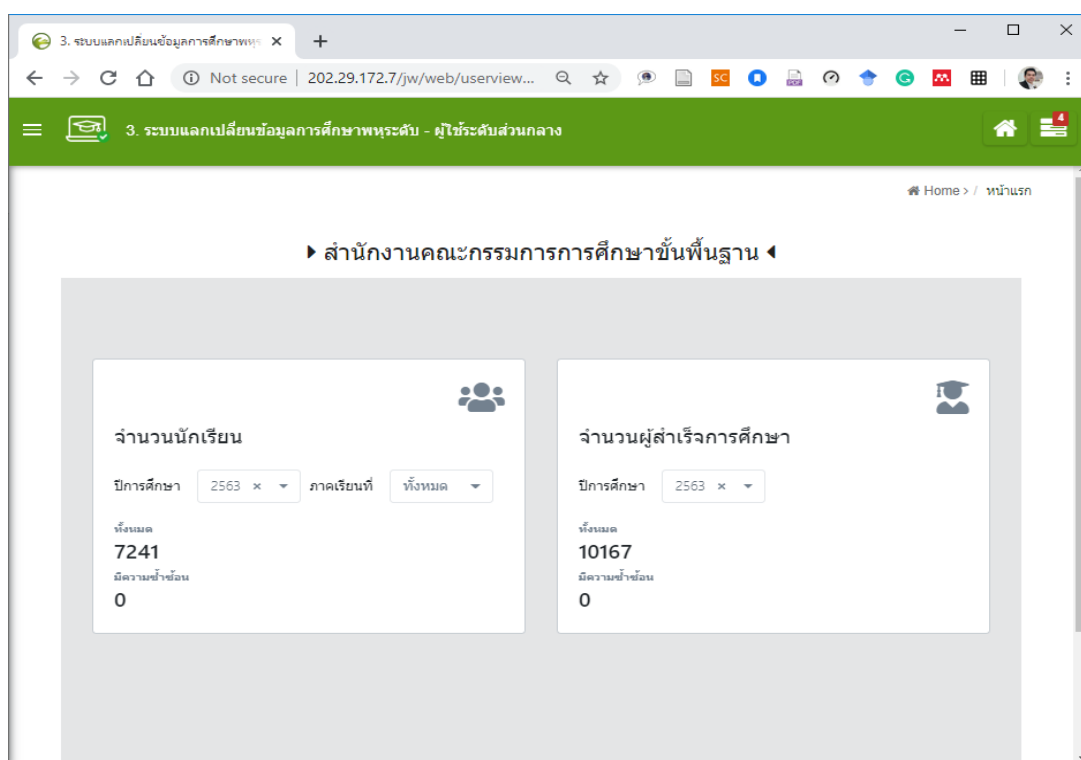 3. ระบบแลกเปลี่ยนข้อมูลการศึกษาพหุระ
Not secure | 202.29.172.7/jw/web/userview...
SC
3. ระบบแลกเปลี่ยนข้อมูลการศึกษาพหุระดับ - ผู้ใช้ระดับส่วนกลาง
4
Home > / หน้าแรก
สำนักงานคณะกรรมการการศึกษาขั้นพื้นฐาน
จำนวนนักเรียน
ปีการศึกษา 2563 × ภาคเรียนที่ ทั้งหมด
ทั้งหมด
7241
มีความซ้ำซ้อน
0
จำนวนผู้สำเร็จการศึกษา
ปีการศึกษา 2563 ×
ทั้งหมด
10167
มีความซ้ำซ้อน
0